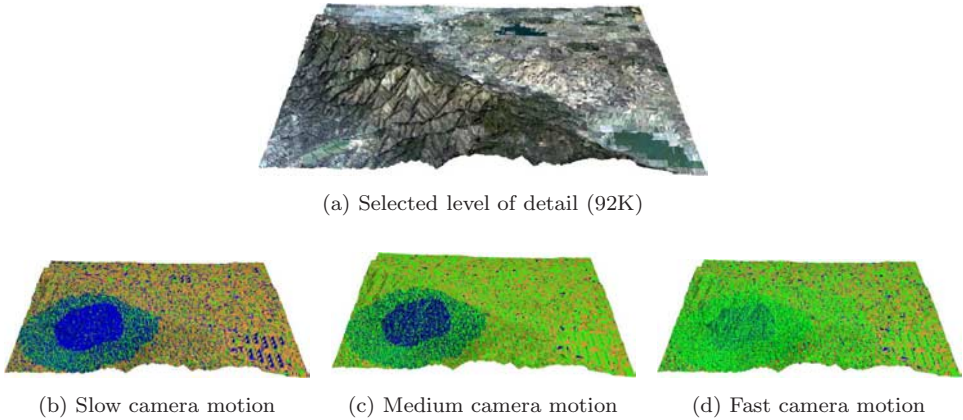 (a) Selected level of detail (92K)
(b) Slow camera motion
(c) Medium camera motion
(d) Fast camera motion